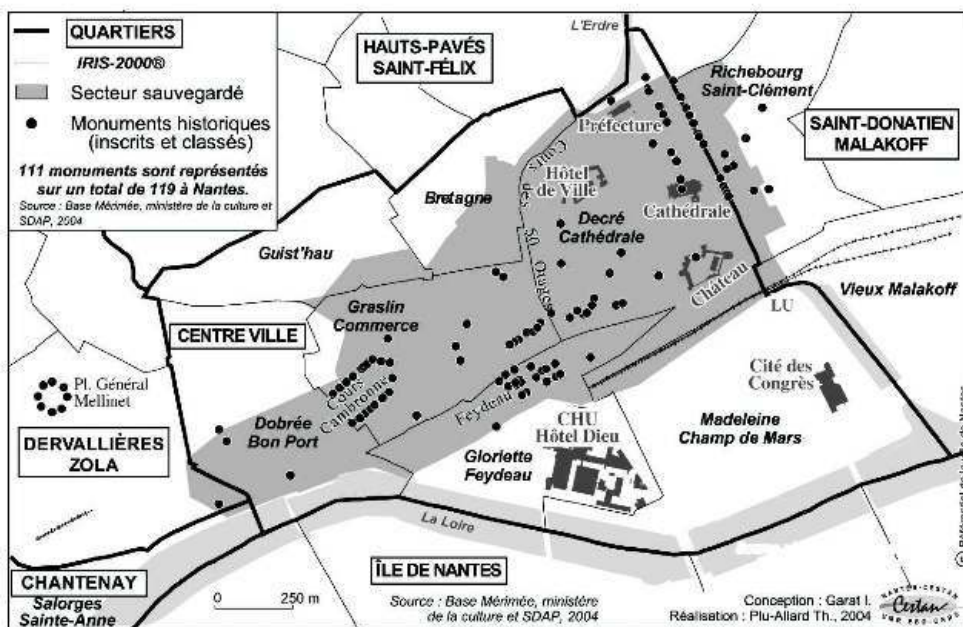 QUARTIERS
IRIS-2000®
Secteur sauvegardé
Monuments historiques
(inscrits et classés)
111 monuments sont représentés
sur un total de 119 à Nantes.
Source : Base Mérimée, ministère de la culture et
SDAP, 2004
HAUTS-PAVÉS
SAINT-FÉLIX
L'Erdre
Richebourg
Saint-Clément
SAINT-DONATIEN
MALAKOFF
Préfecture
Cours des 50 Otages
Hôtel
de Ville
Bretagne
Cathédrale
Decré
Cathédrale
Guist'hau
Château
Vieux Malakoff
LU
Graslin
Commerce
CENTRE VILLE
Cité des
Congrès
Pl. Général
Mellinet
Cours
Cambronne
Feydeau
Dobrée
Bon Port
CHU
Hôtel Dieu
Madeleine
Champ de Mars
DERVALLIÈRES
ZOLA
Gloriette
Feydeau
La Loire
CHANTENAY
Salorges
Sainte-Anne
0 250 m
ÎLE DE NANTES
Source : Base Mérimée, ministère
de la culture et SDAP, 2004
Conception : Garat I.
Réalisation : Plu-Allard Th., 2004
NANTES-CESTAN
Cestan